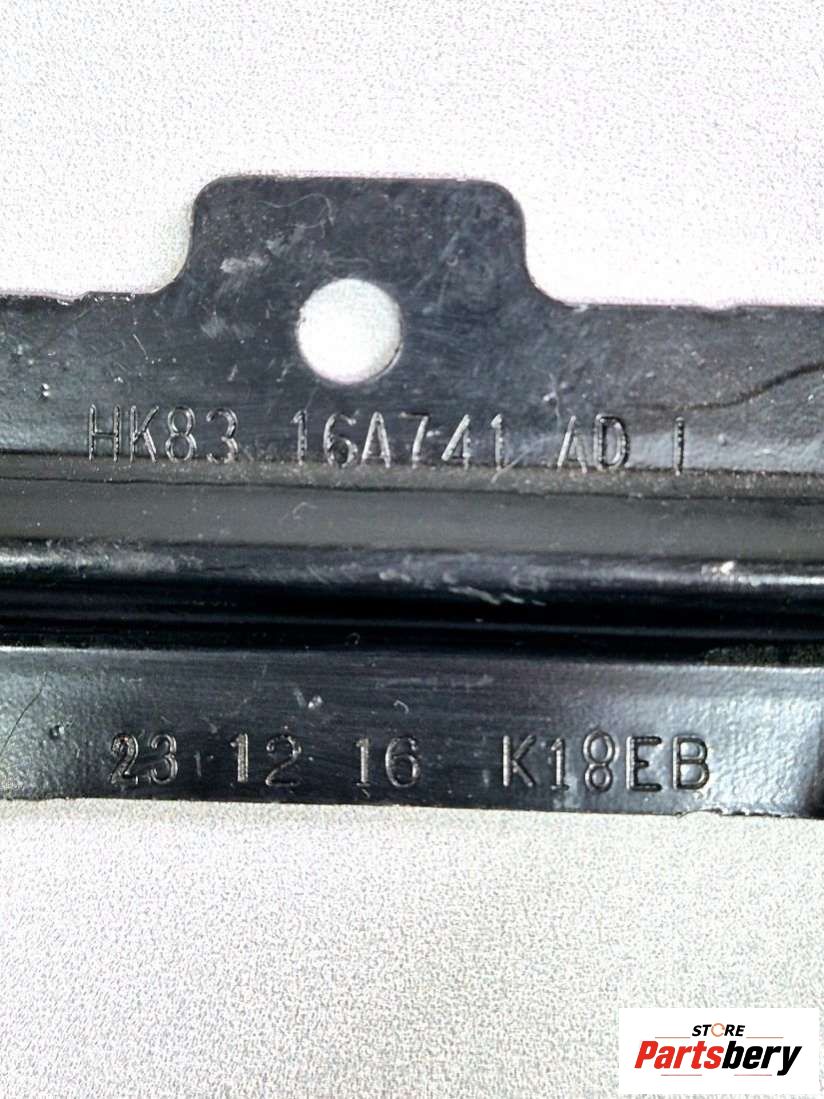 HK83 16A741 AD I
23 12 16 K18EB
STORE
Partsbery